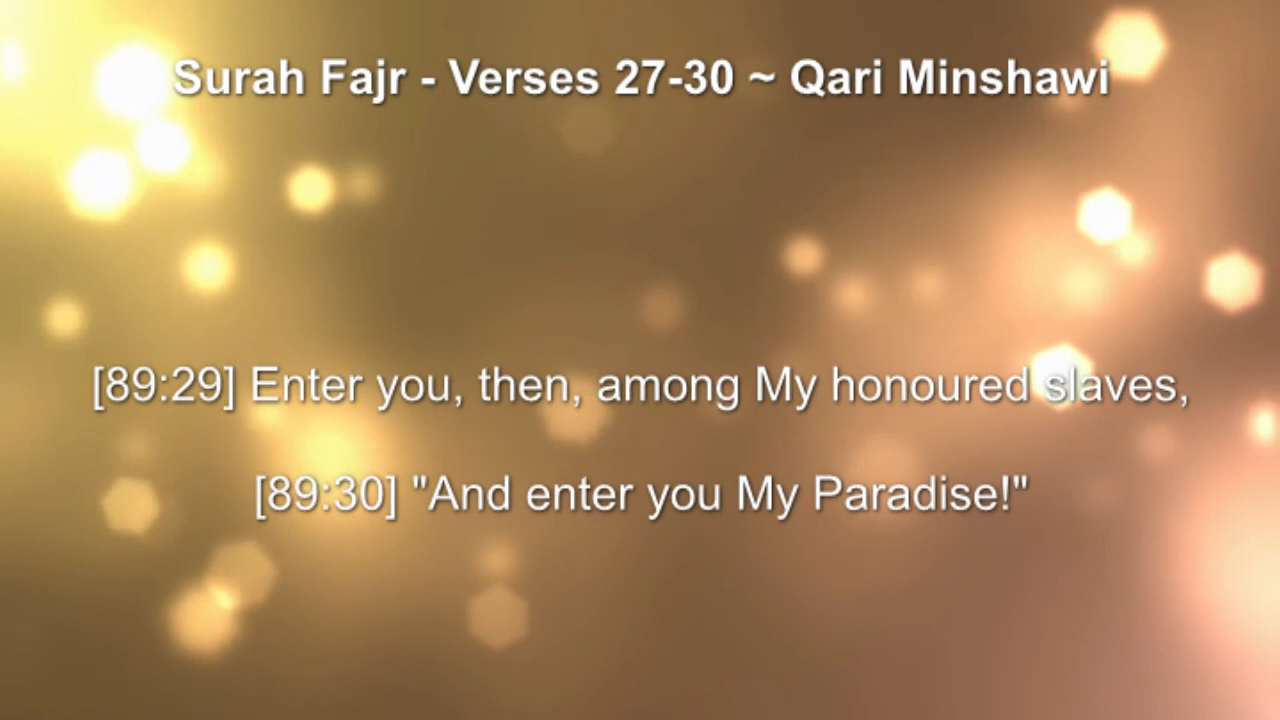 Surah Fajr - Verses 27-30 ~ Qari Minshawi
[89:29] Enter you, then, among My honoured slaves,
[89:30] "And enter you My Paradise!"